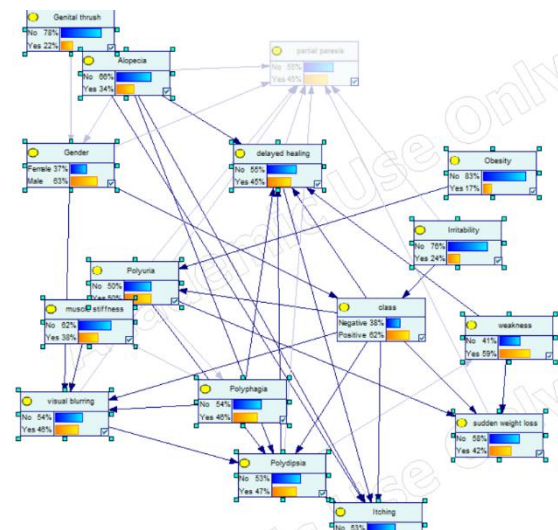 Genital thrush
No 78%
Yes 22%
Alopecia
No 66%
Yes 34%
partial paresis
No 55%
Yes 45%
Gender
Female 37%
Male 63%
delayed healing
No 55%
Yes 45%
Obesity
No 83%
Yes 17%
Irritability
No 76%
Yes 24%
Polyuria
No 50%
Yes 50%
muscle stiffness
No 62%
Yes 38%
class
Negative 38%
Positive 62%
weakness
No 41%
Yes 59%
visual blurring
No 54%
Yes 46%
Polyphagia
No 54%
Yes 46%
sudden weight loss
No 58%
Yes 42%
Polydipsia
No 53%
Yes 47%
Itching
No 53%